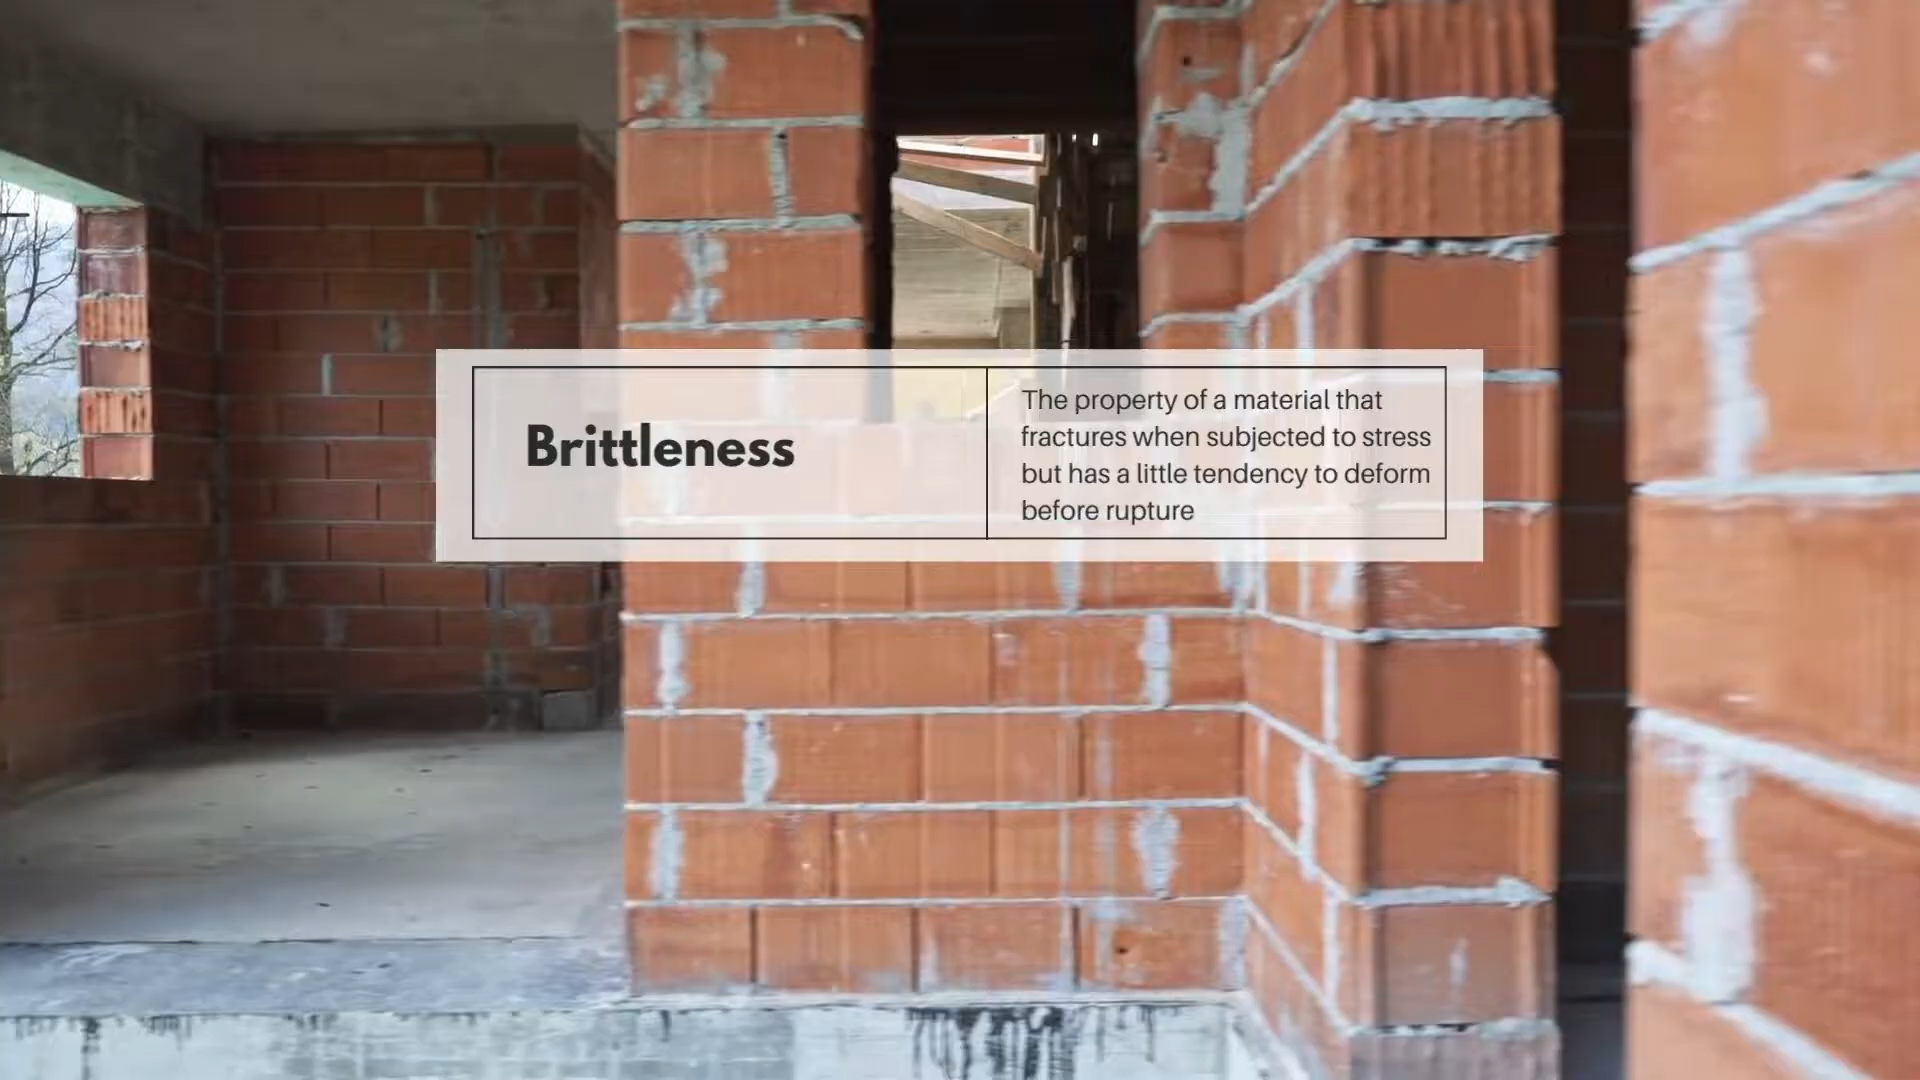 Brittleness
The property of a material that
fractures when subjected to stress
but has a little tendency to deform
before rupture